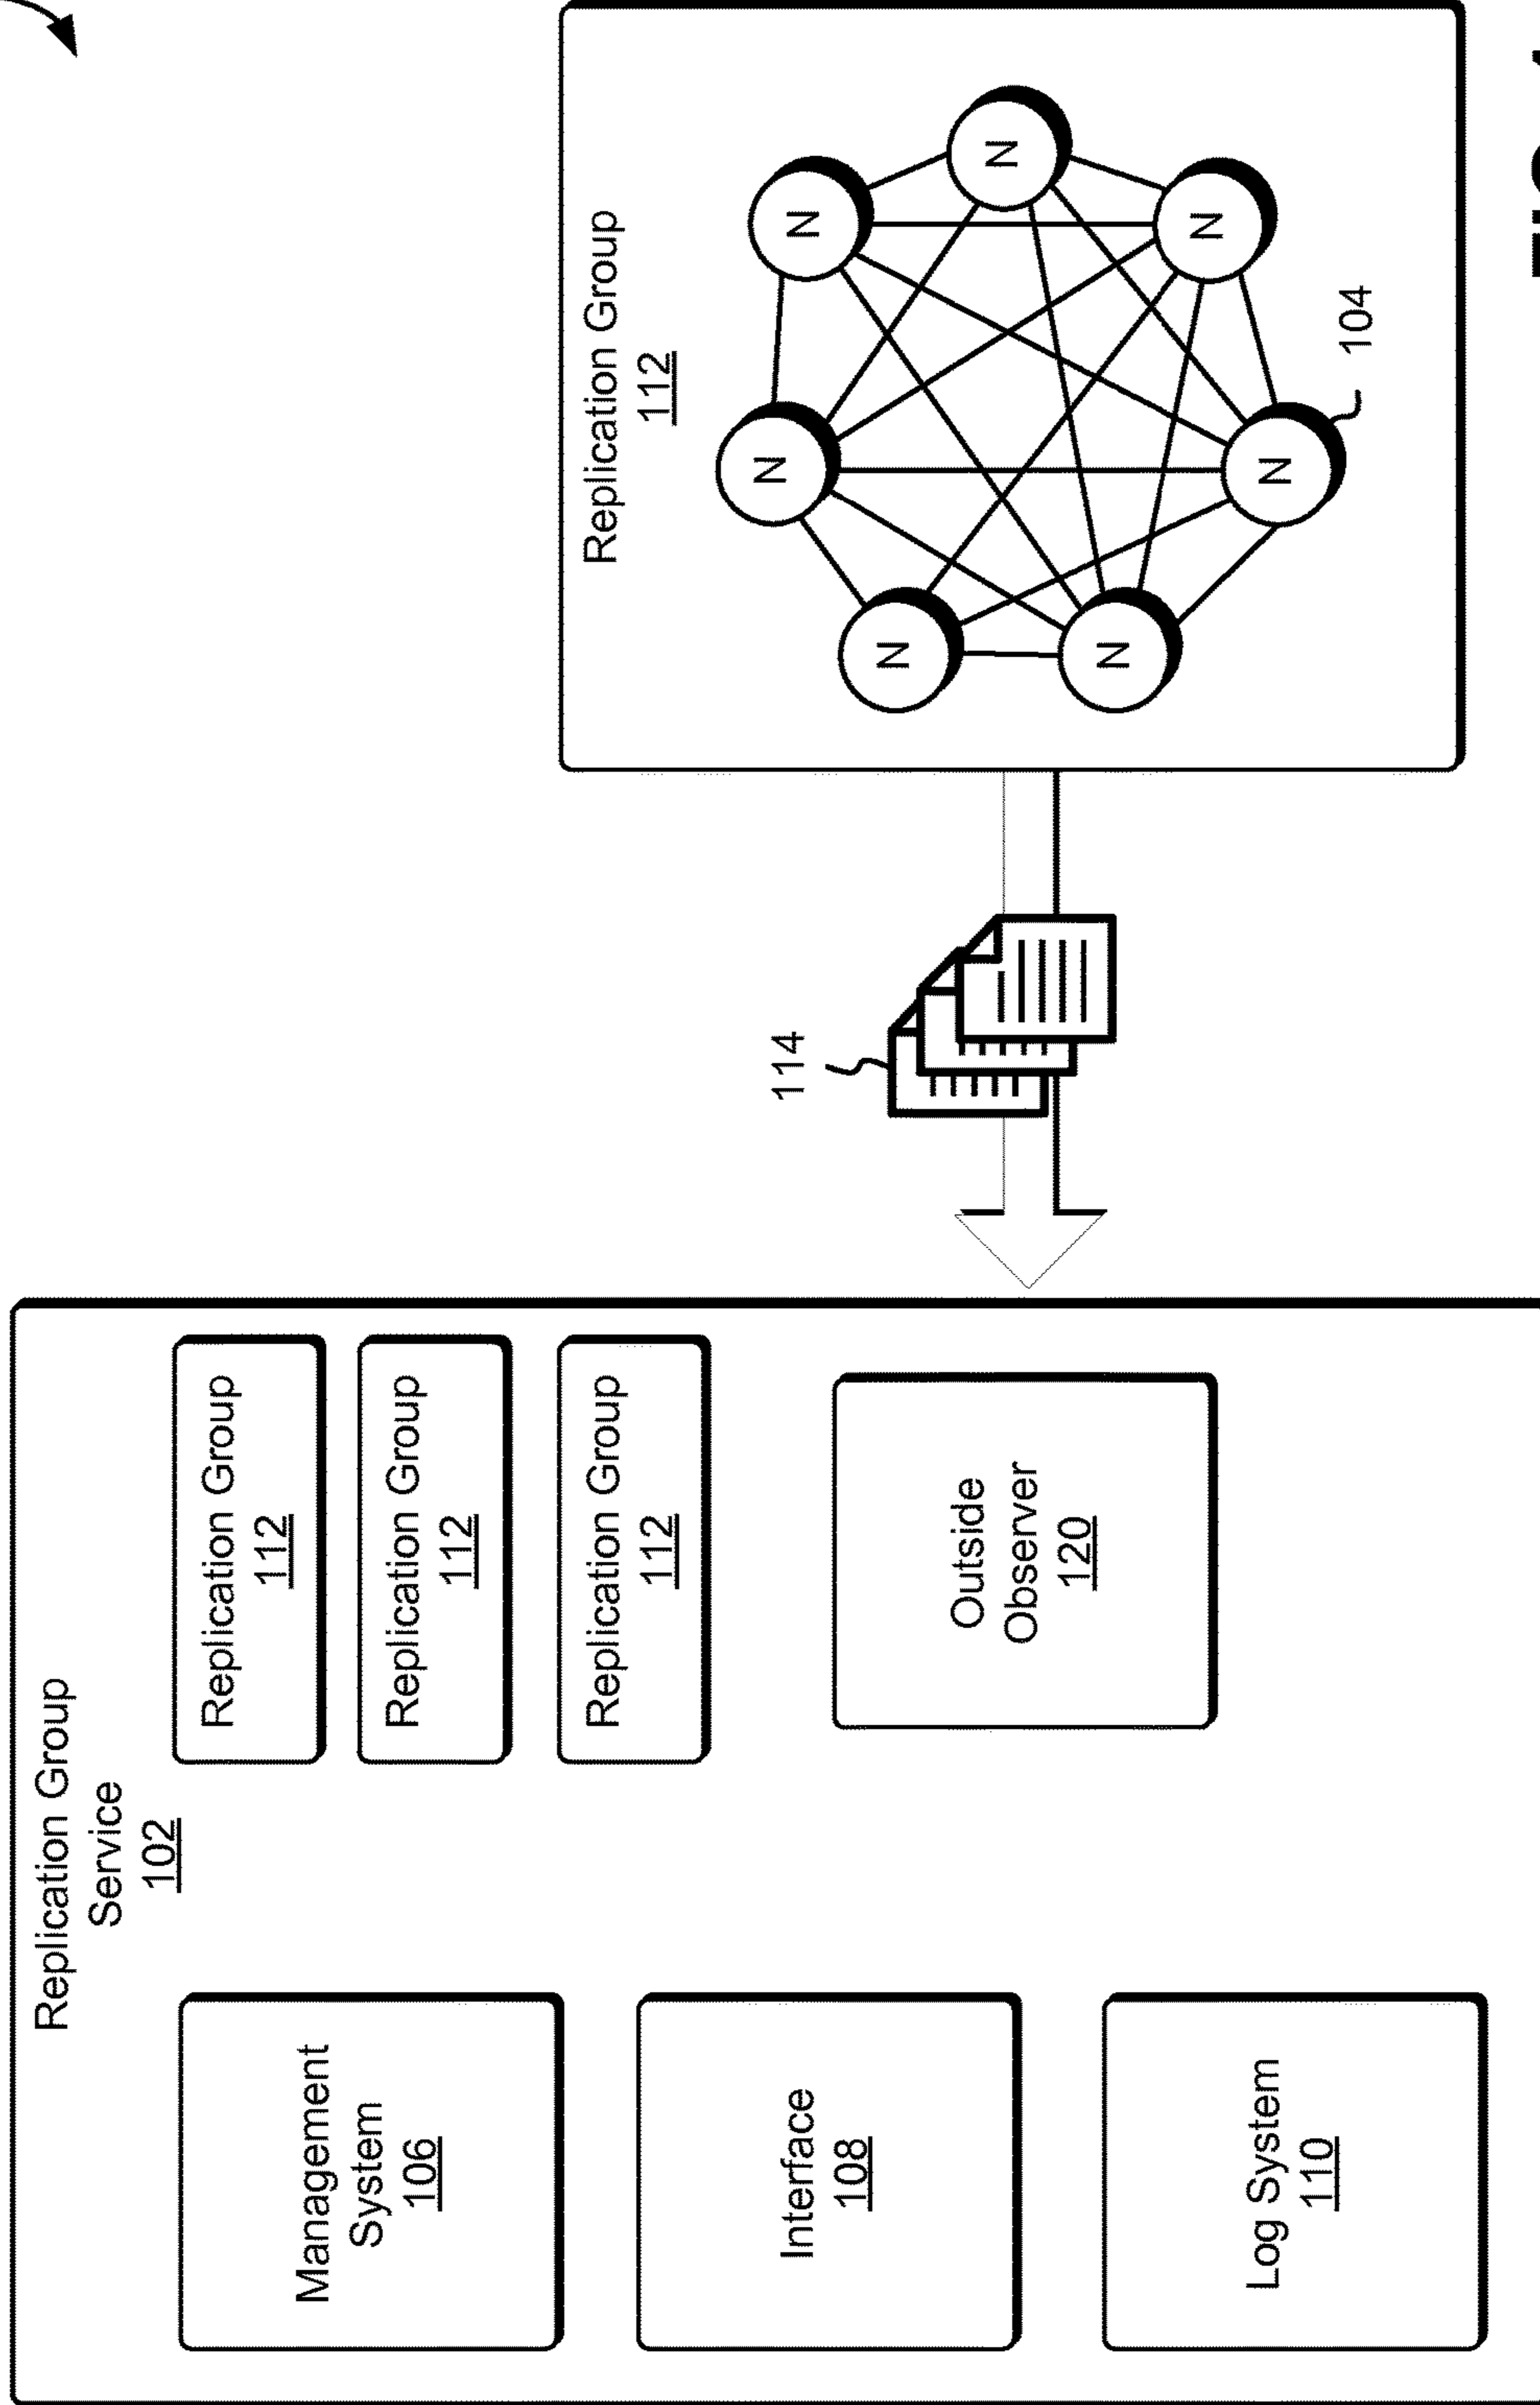 Replication Group
Service
102
Management
System
106
Interface
108
Log System
110
Replication Group
112
Replication Group
112
Replication Group
112
Outside
Observer
120
114
Replication Group
112
N
N
N
N
N
N
N
104